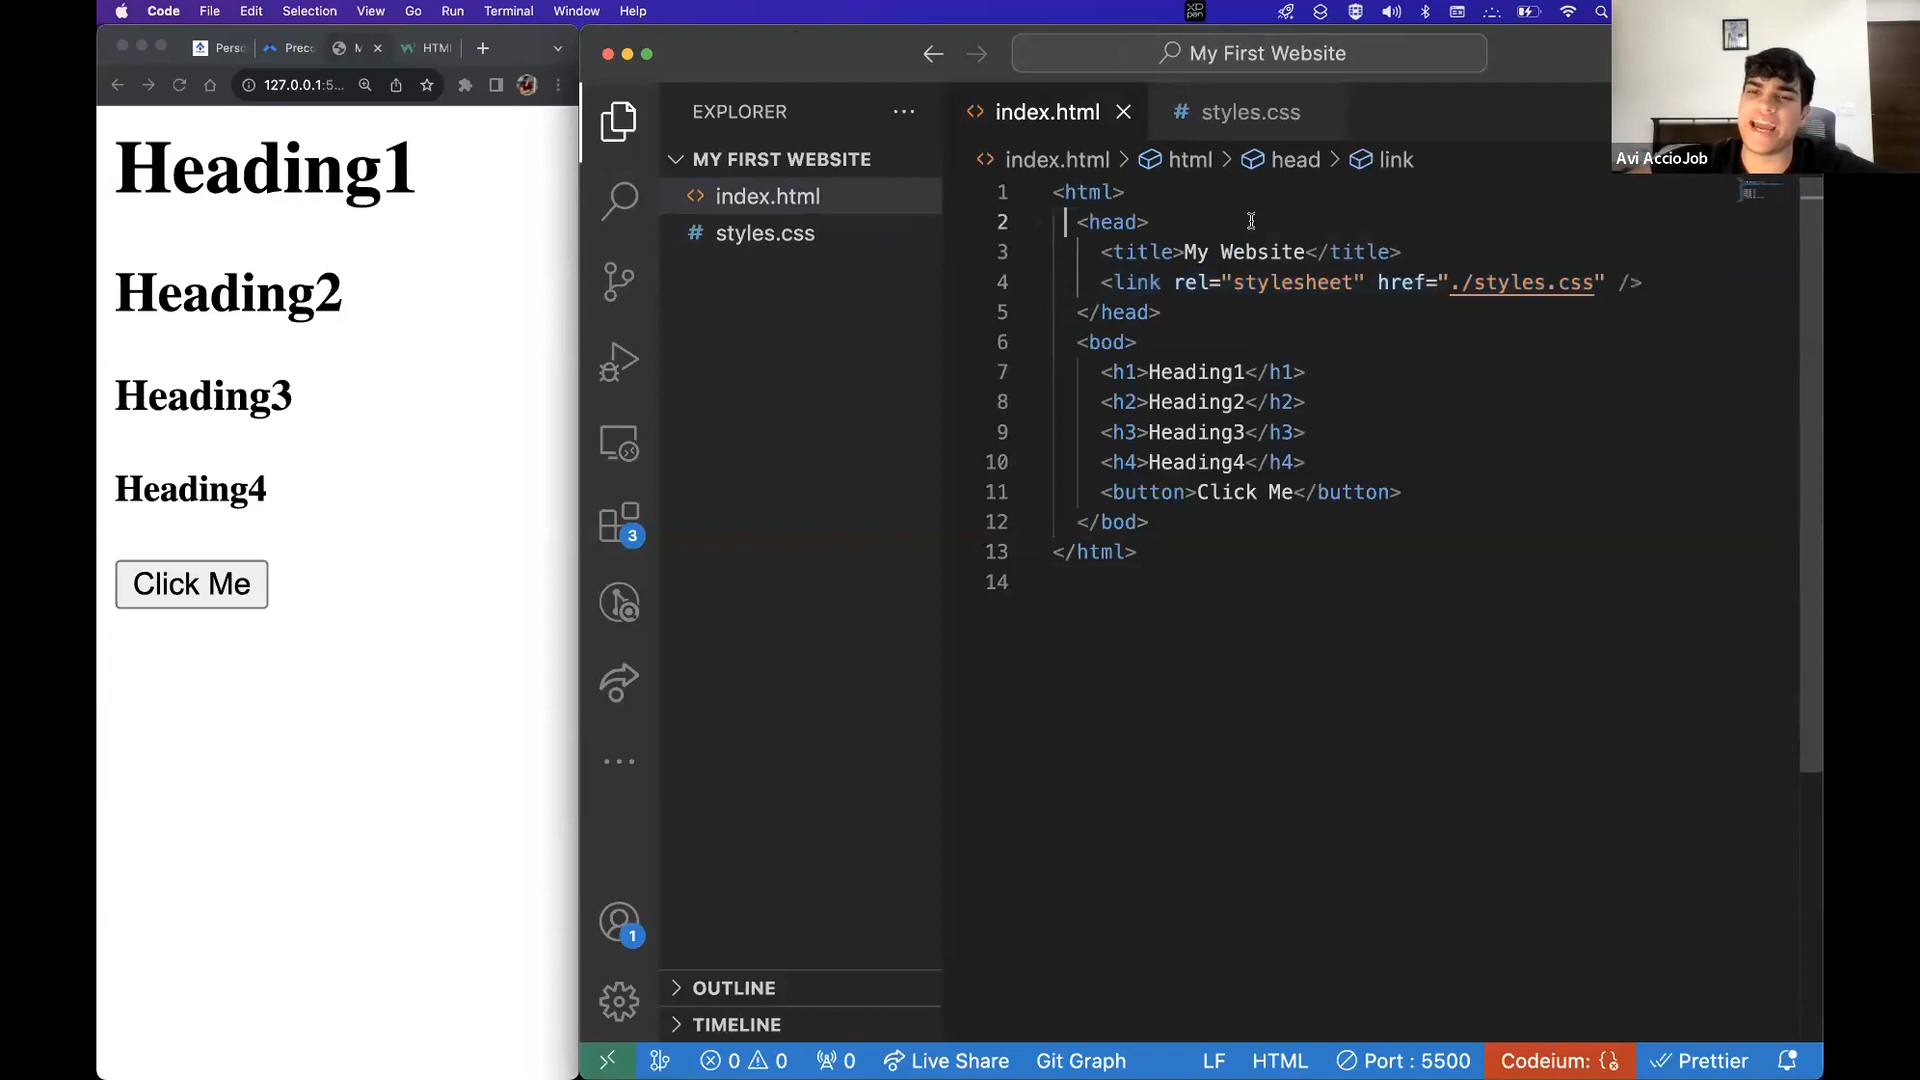 Code File Edit Selection View Go Run Terminal Window Help
Pers
Precc
M
HTMl
127.0.0.1:5...
Heading1
Heading2
Heading3
Heading4
Click Me
My First Website
EXPLORER
MY FIRST WEBSITE
index.html
styles.css
3
1
OUTLINE
TIMELINE
index.html
styles.css
index.html > html > head > link
1 <html>
2 <head>
3 <title>My Website</title>
4 <link rel="stylesheet" href="./styles.css" />
5 </head>
6 <bod>
7 <h1>Heading1</h1>
8 <h2>Heading2</h2>
9 <h3>Heading3</h3>
10 <h4>Heading4</h4>
11 <button>Click Me</button>
12 </bod>
13 </html>
14
Avi AccioJob
0 0 0 Live Share Git Graph LF HTML Port : 5500 Codeium: {} Prettier